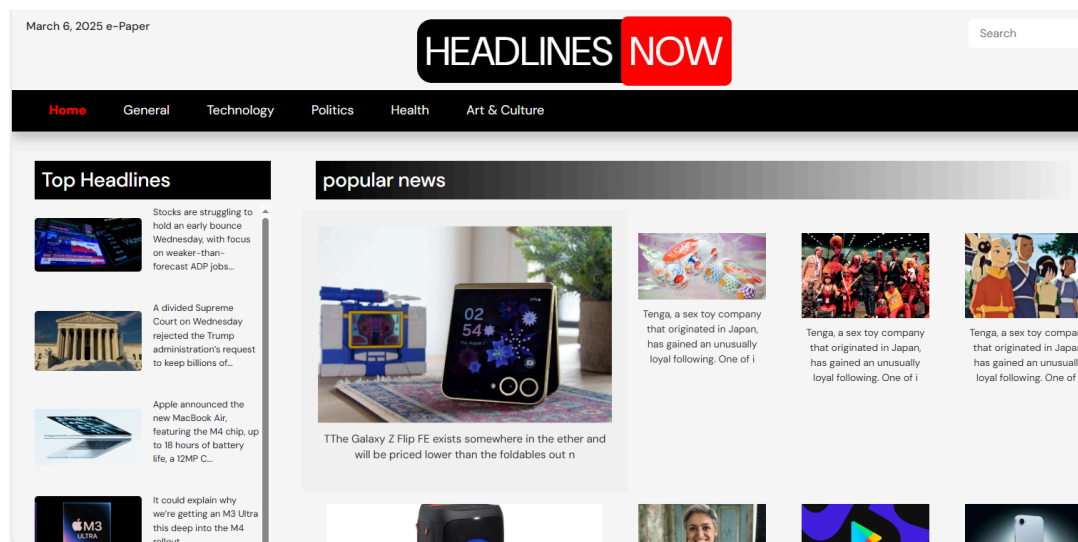 March 6, 2025 e-Paper
HEADLINES NOW
Search
Home General Technology Politics Health Art & Culture
Top Headlines
Stocks are struggling to
hold an early bounce
Wednesday, with focus
on weaker-than-
forecast ADP jobs...
A divided Supreme
Court on Wednesday
rejected the Trump
administration's request
to keep billions of...
Apple announced the
new MacBook Air,
featuring the M4 chip, up
to 18 hours of battery
life, a 12MP C...
M3
ULTRA
It could explain why
we're getting an M3 Ultra
this deep into the M4
rollout
popular news
02
54
TThe Galaxy Z Flip FE exists somewhere in the ether and
will be priced lower than the foldables out n
Tenga, a sex toy company
that originated in Japan,
has gained an unusually
loyal following. One of i
Tenga, a sex toy company
that originated in Japan,
has gained an unusually
loyal following. One of i
Tenga, a sex toy compan
that originated in Japan
has gained an unusuall
loyal following. One of